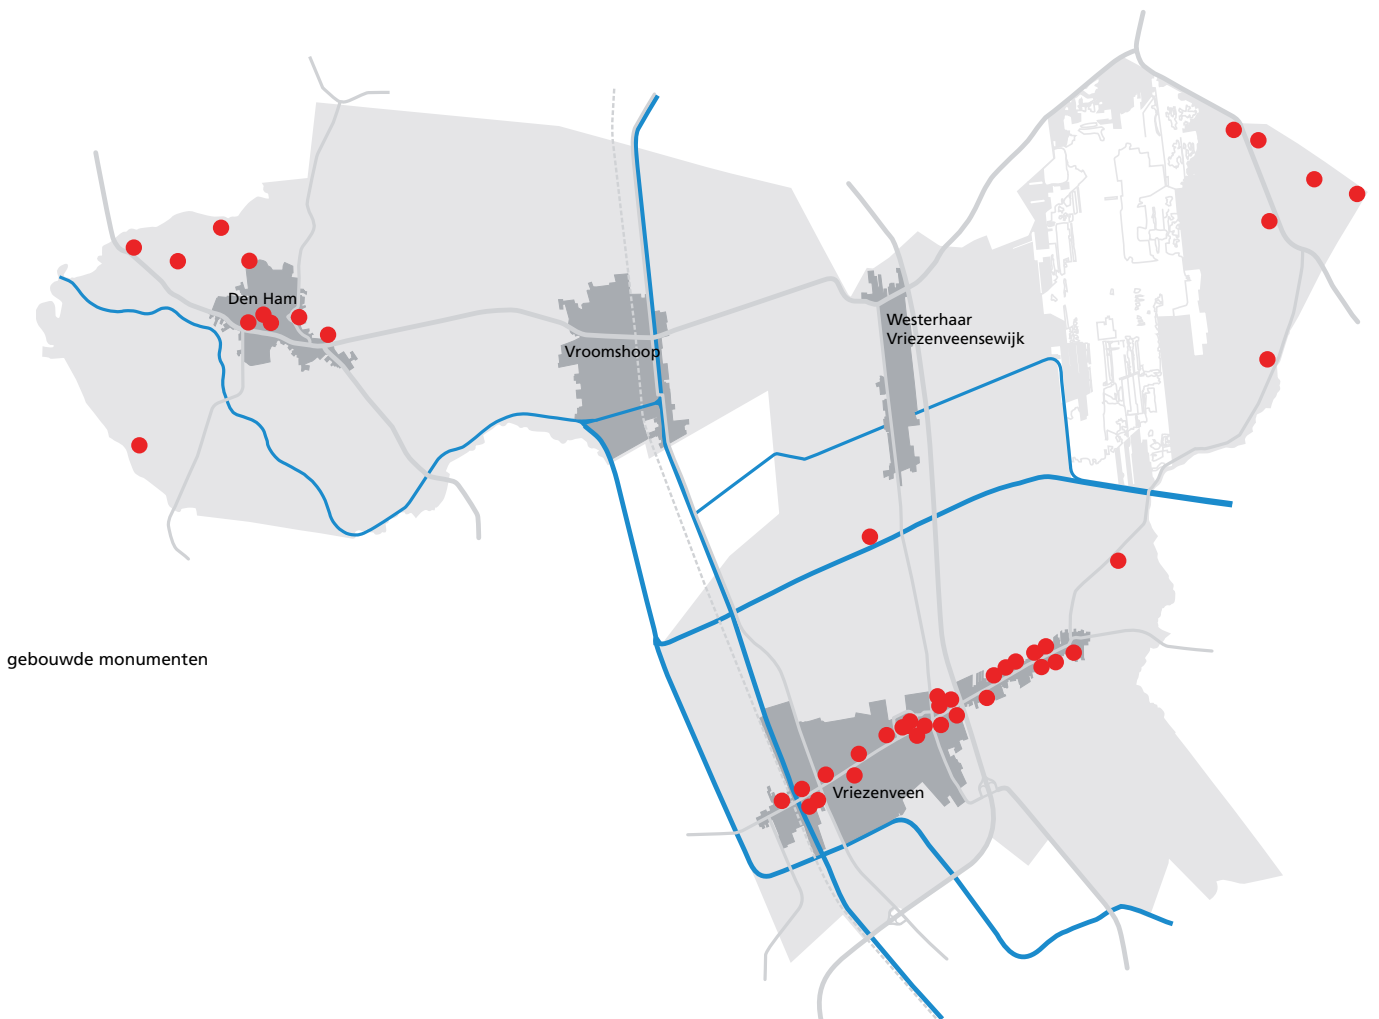 Den Ham
Vroomshoop
Westerhaar
Vriezenveensewijk
gebouwde monumenten
Vriezenveen